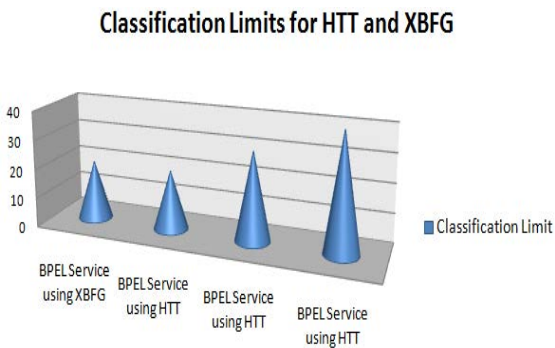 Classification Limits for HTT and XBFG
40
30
20
10
0
BPEL Service
using XBFG
BPEL Service
using HTT
BPEL Service
using HTT
BPEL Service
using HTT
Classification Limit